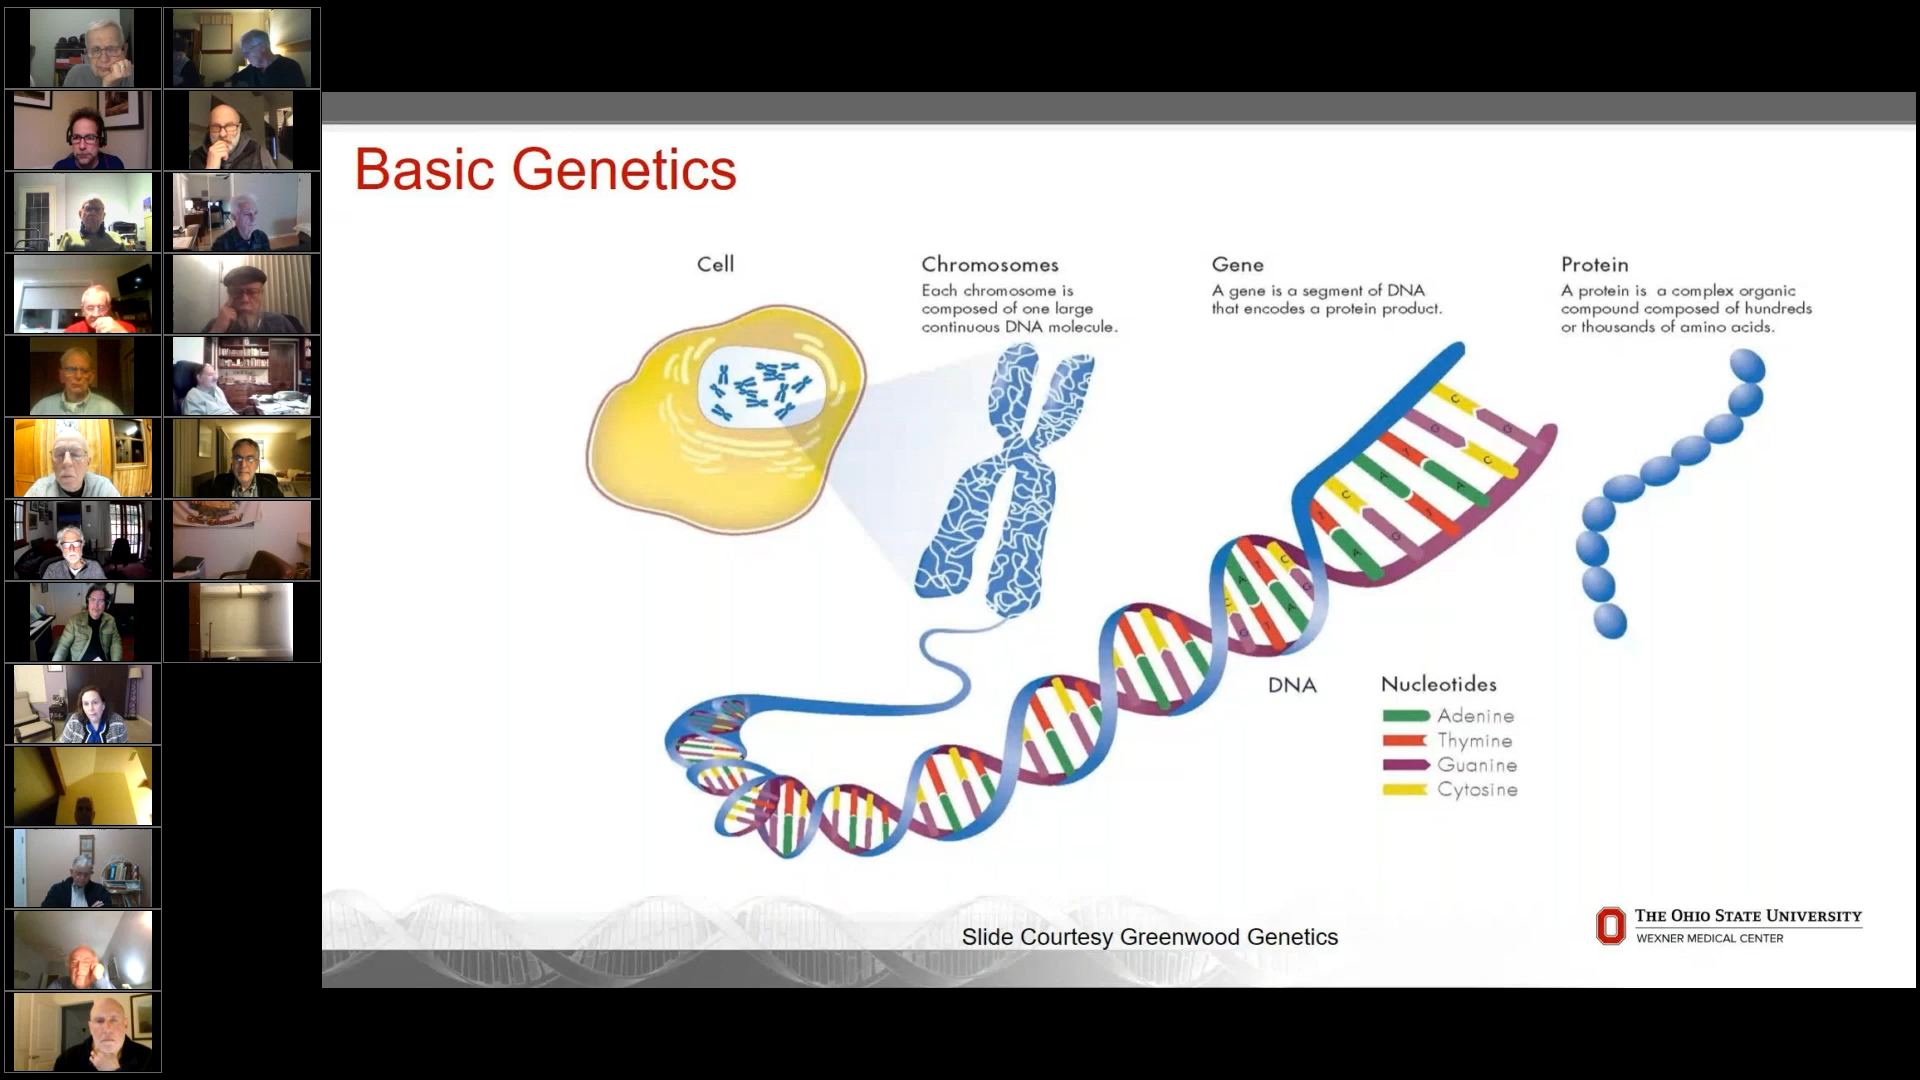 Basic Genetics
Cell
Chromosomes
Each chromosome is
composed of one large
continuous DNA molecule.
Gene
A gene is a segment of DNA
that encodes a protein product.
Protein
A protein is a complex organic
compound composed of hundreds
or thousands of amino acids.
DNA
Nucleotides
Adenine
Thymine
Guanine
Cytosine
Slide Courtesy Greenwood Genetics
THE OHIO STATE UNIVERSITY
WEXNER MEDICAL CENTER